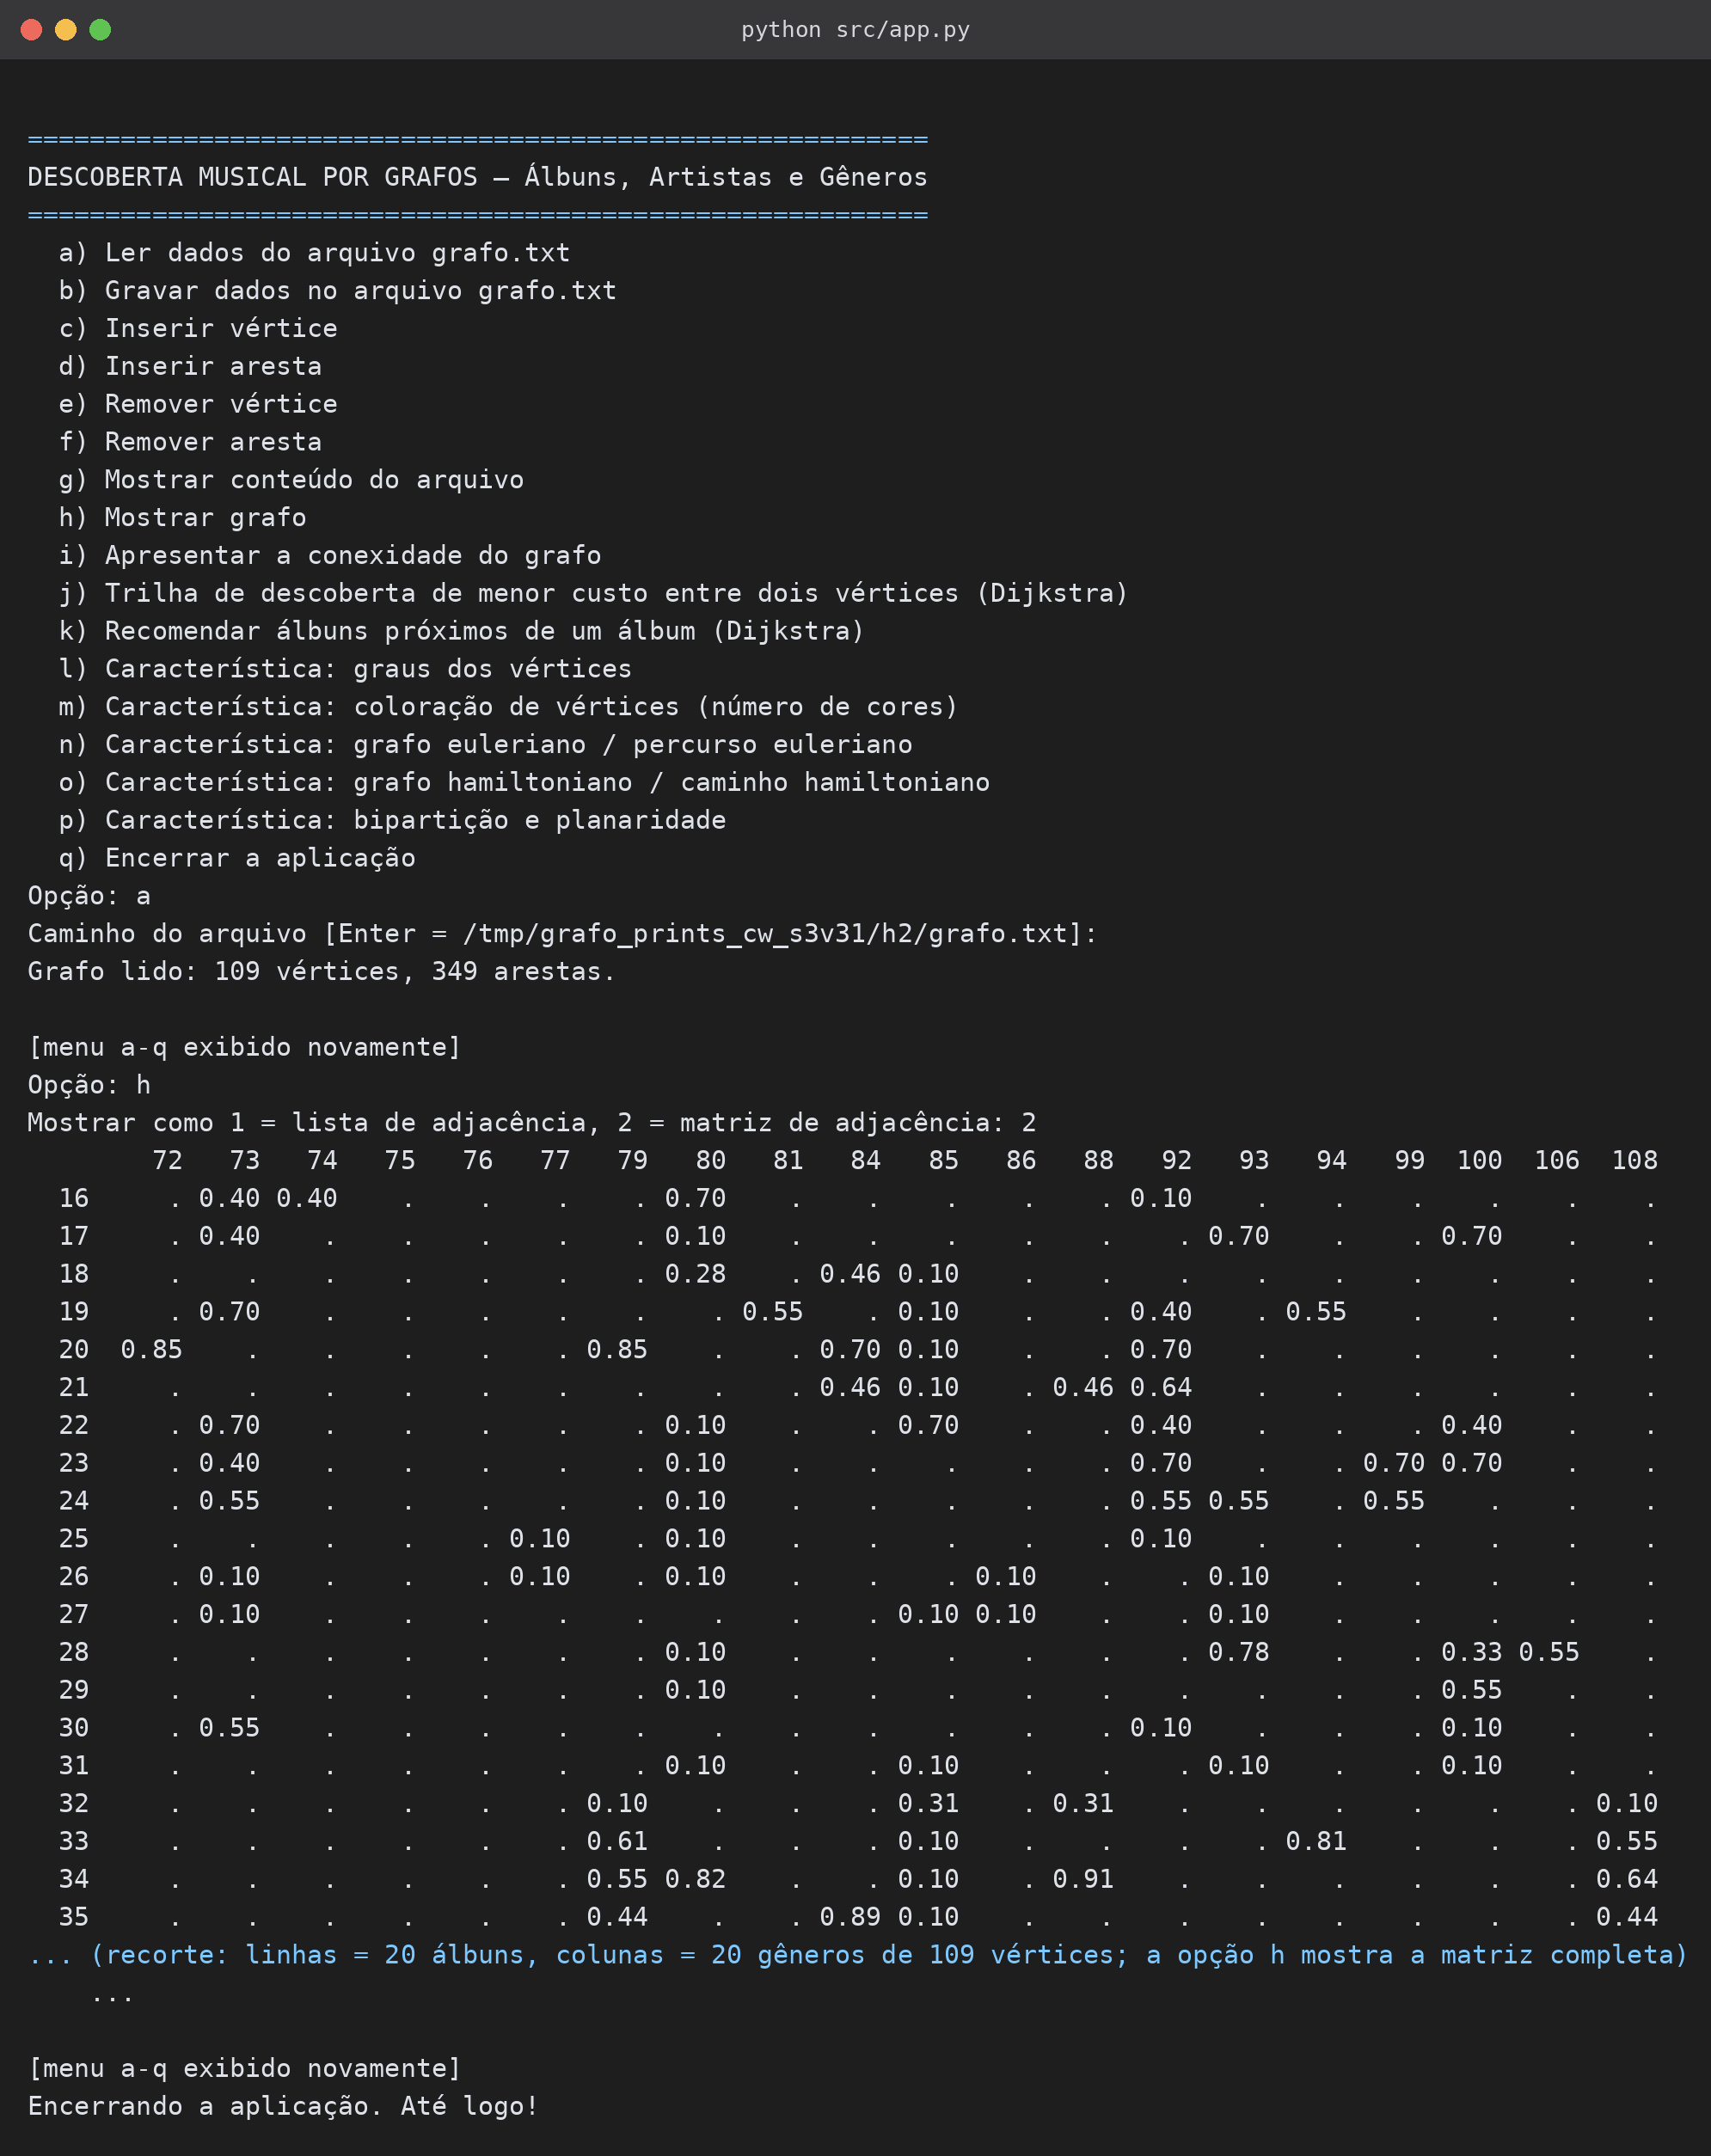 python src/app.py
==========================================================
DESCOBERTA MUSICAL POR GRAFOS — Álbuns, Artistas e Gêneros
==========================================================
  a) Ler dados do arquivo grafo.txt
  b) Gravar dados no arquivo grafo.txt
  c) Inserir vértice
  d) Inserir aresta
  e) Remover vértice
  f) Remover aresta
  g) Mostrar conteúdo do arquivo
  h) Mostrar grafo
  i) Apresentar a conexidade do grafo
  j) Trilha de descoberta de menor custo entre dois vértices (Dijkstra)
  k) Recomendar álbuns próximos de um álbum (Dijkstra)
  l) Característica: graus dos vértices
  m) Característica: coloração de vértices (número de cores)
  n) Característica: grafo euleriano / percurso euleriano
  o) Característica: grafo hamiltoniano / caminho hamiltoniano
  p) Característica: bipartição e planaridade
  q) Encerrar a aplicação
Opção: a
Caminho do arquivo [Enter = /tmp/grafo_prints_cw_s3v31/h2/grafo.txt]:
Grafo lido: 109 vértices, 349 arestas.
[menu a-q exibido novamente]
Opção: h
Mostrar como 1 = lista de adjacência, 2 = matriz de adjacência: 2
        72   73   74   75   76   77   79   80   81   84   85   86   88   92   93   94   99  100  106  108
  16     . 0.40 0.40    .    .    .    . 0.70    .    .    .    .    . 0.10    .    .    .    .    .    .
  17     . 0.40    .    .    .    .    . 0.10    .    .    .    .    .    . 0.70    .    . 0.70    .    .
  18     .    .    .    .    .    .    . 0.28    . 0.46 0.10    .    .    .    .    .    .    .    .    .
  19     . 0.70    .    .    .    .    .    . 0.55    . 0.10    .    . 0.40    . 0.55    .    .    .    .
  20  0.85    .    .    .    .    . 0.85    .    . 0.70 0.10    .    . 0.70    .    .    .    .    .    .
  21     .    .    .    .    .    .    .    .    . 0.46 0.10    . 0.46 0.64    .    .    .    .    .    .
  22     . 0.70    .    .    .    .    . 0.10    .    . 0.70    .    . 0.40    .    .    . 0.40    .    .
  23     . 0.40    .    .    .    .    . 0.10    .    .    .    .    . 0.70    .    . 0.70 0.70    .    .
  24     . 0.55    .    .    .    .    . 0.10    .    .    .    .    . 0.55 0.55    . 0.55    .    .    .
  25     .    .    .    .    . 0.10    . 0.10    .    .    .    .    . 0.10    .    .    .    .    .    .
  26     . 0.10    .    .    . 0.10    . 0.10    .    .    . 0.10    .    . 0.10    .    .    .    .    .
  27     . 0.10    .    .    .    .    .    .    .    . 0.10 0.10    .    . 0.10    .    .    .    .    .
  28     .    .    .    .    .    .    . 0.10    .    .    .    .    .    . 0.78    .    . 0.33 0.55    .
  29     .    .    .    .    .    .    . 0.10    .    .    .    .    .    .    .    .    . 0.55    .    .
  30     . 0.55    .    .    .    .    .    .    .    .    .    .    . 0.10    .    .    . 0.10    .    .
  31     .    .    .    .    .    .    . 0.10    .    . 0.10    .    .    . 0.10    .    . 0.10    .    .
  32     .    .    .    .    .    . 0.10    .    .    . 0.31    . 0.31    .    .    .    .    .    . 0.10
  33     .    .    .    .    .    . 0.61    .    .    . 0.10    .    .    .    . 0.81    .    .    . 0.55
  34     .    .    .    .    .    . 0.55 0.82    .    . 0.10    . 0.91    .    .    .    .    .    . 0.64
  35     .    .    .    .    .    . 0.44    .    . 0.89 0.10    .    .    .    .    .    .    .    . 0.44
... (recorte: linhas = 20 álbuns, colunas = 20 gêneros de 109 vértices; a opção h mostra a matriz completa)
    ...
[menu a-q exibido novamente]
Encerrando a aplicação. Até logo!